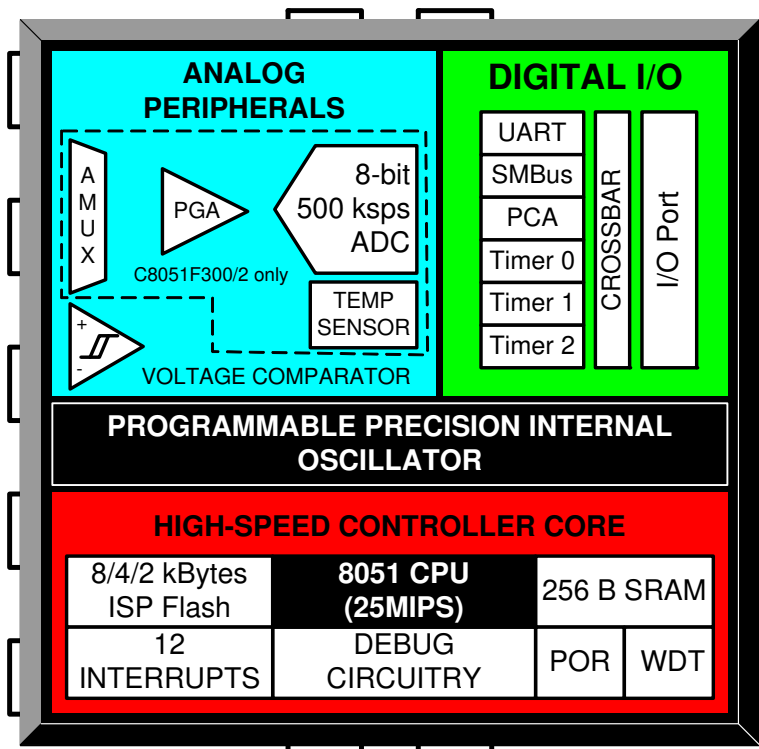 ANALOG
PERIPHERALS
A
M
U
X
PGA
8-bit
500 ksps
ADC
C8051F300/2 only
TEMP
SENSOR
+
-
VOLTAGE COMPARATOR
DIGITAL I/O
UART
SMBus
PCA
Timer 0
Timer 1
Timer 2
CROSSBAR
I/O Port
PROGRAMMABLE PRECISION INTERNAL
OSCILLATOR
HIGH-SPEED CONTROLLER CORE
8/4/2 kBytes
ISP Flash
8051 CPU
(25MIPS)
256 B SRAM
12
INTERRUPTS
DEBUG
CIRCUITRY
POR
WDT